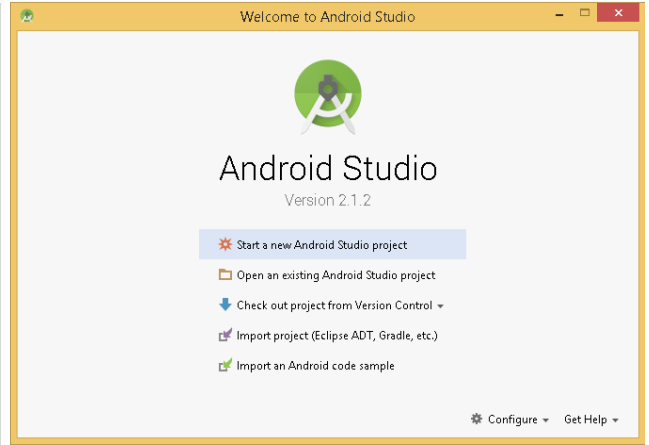 Welcome to Android Studio
Android Studio
Version 2.1.2
Start a new Android Studio project
Open an existing Android Studio project
Check out project from Version Control
Import project (Eclipse ADT, Gradle, etc.)
Import an Android code sample
Configure Get Help